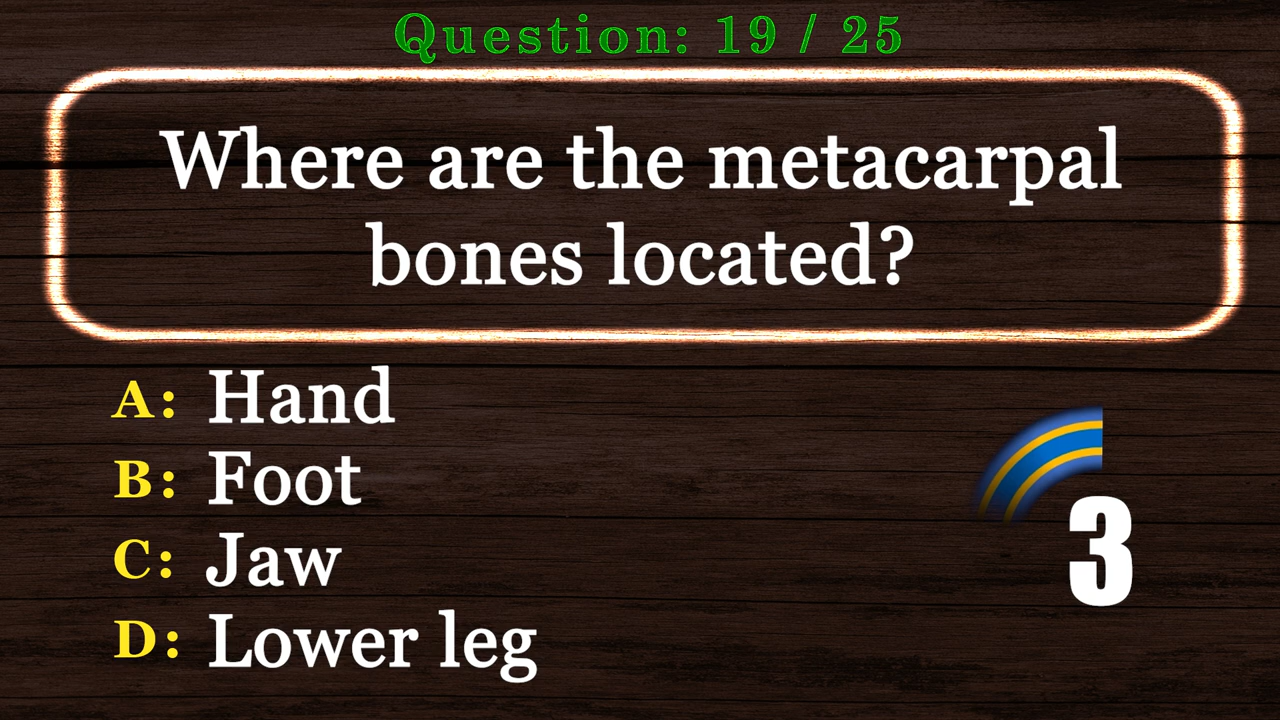 Question: 19 / 25
Where are the metacarpal
bones located?
A: Hand
B: Foot
C: Jaw
D: Lower leg
3